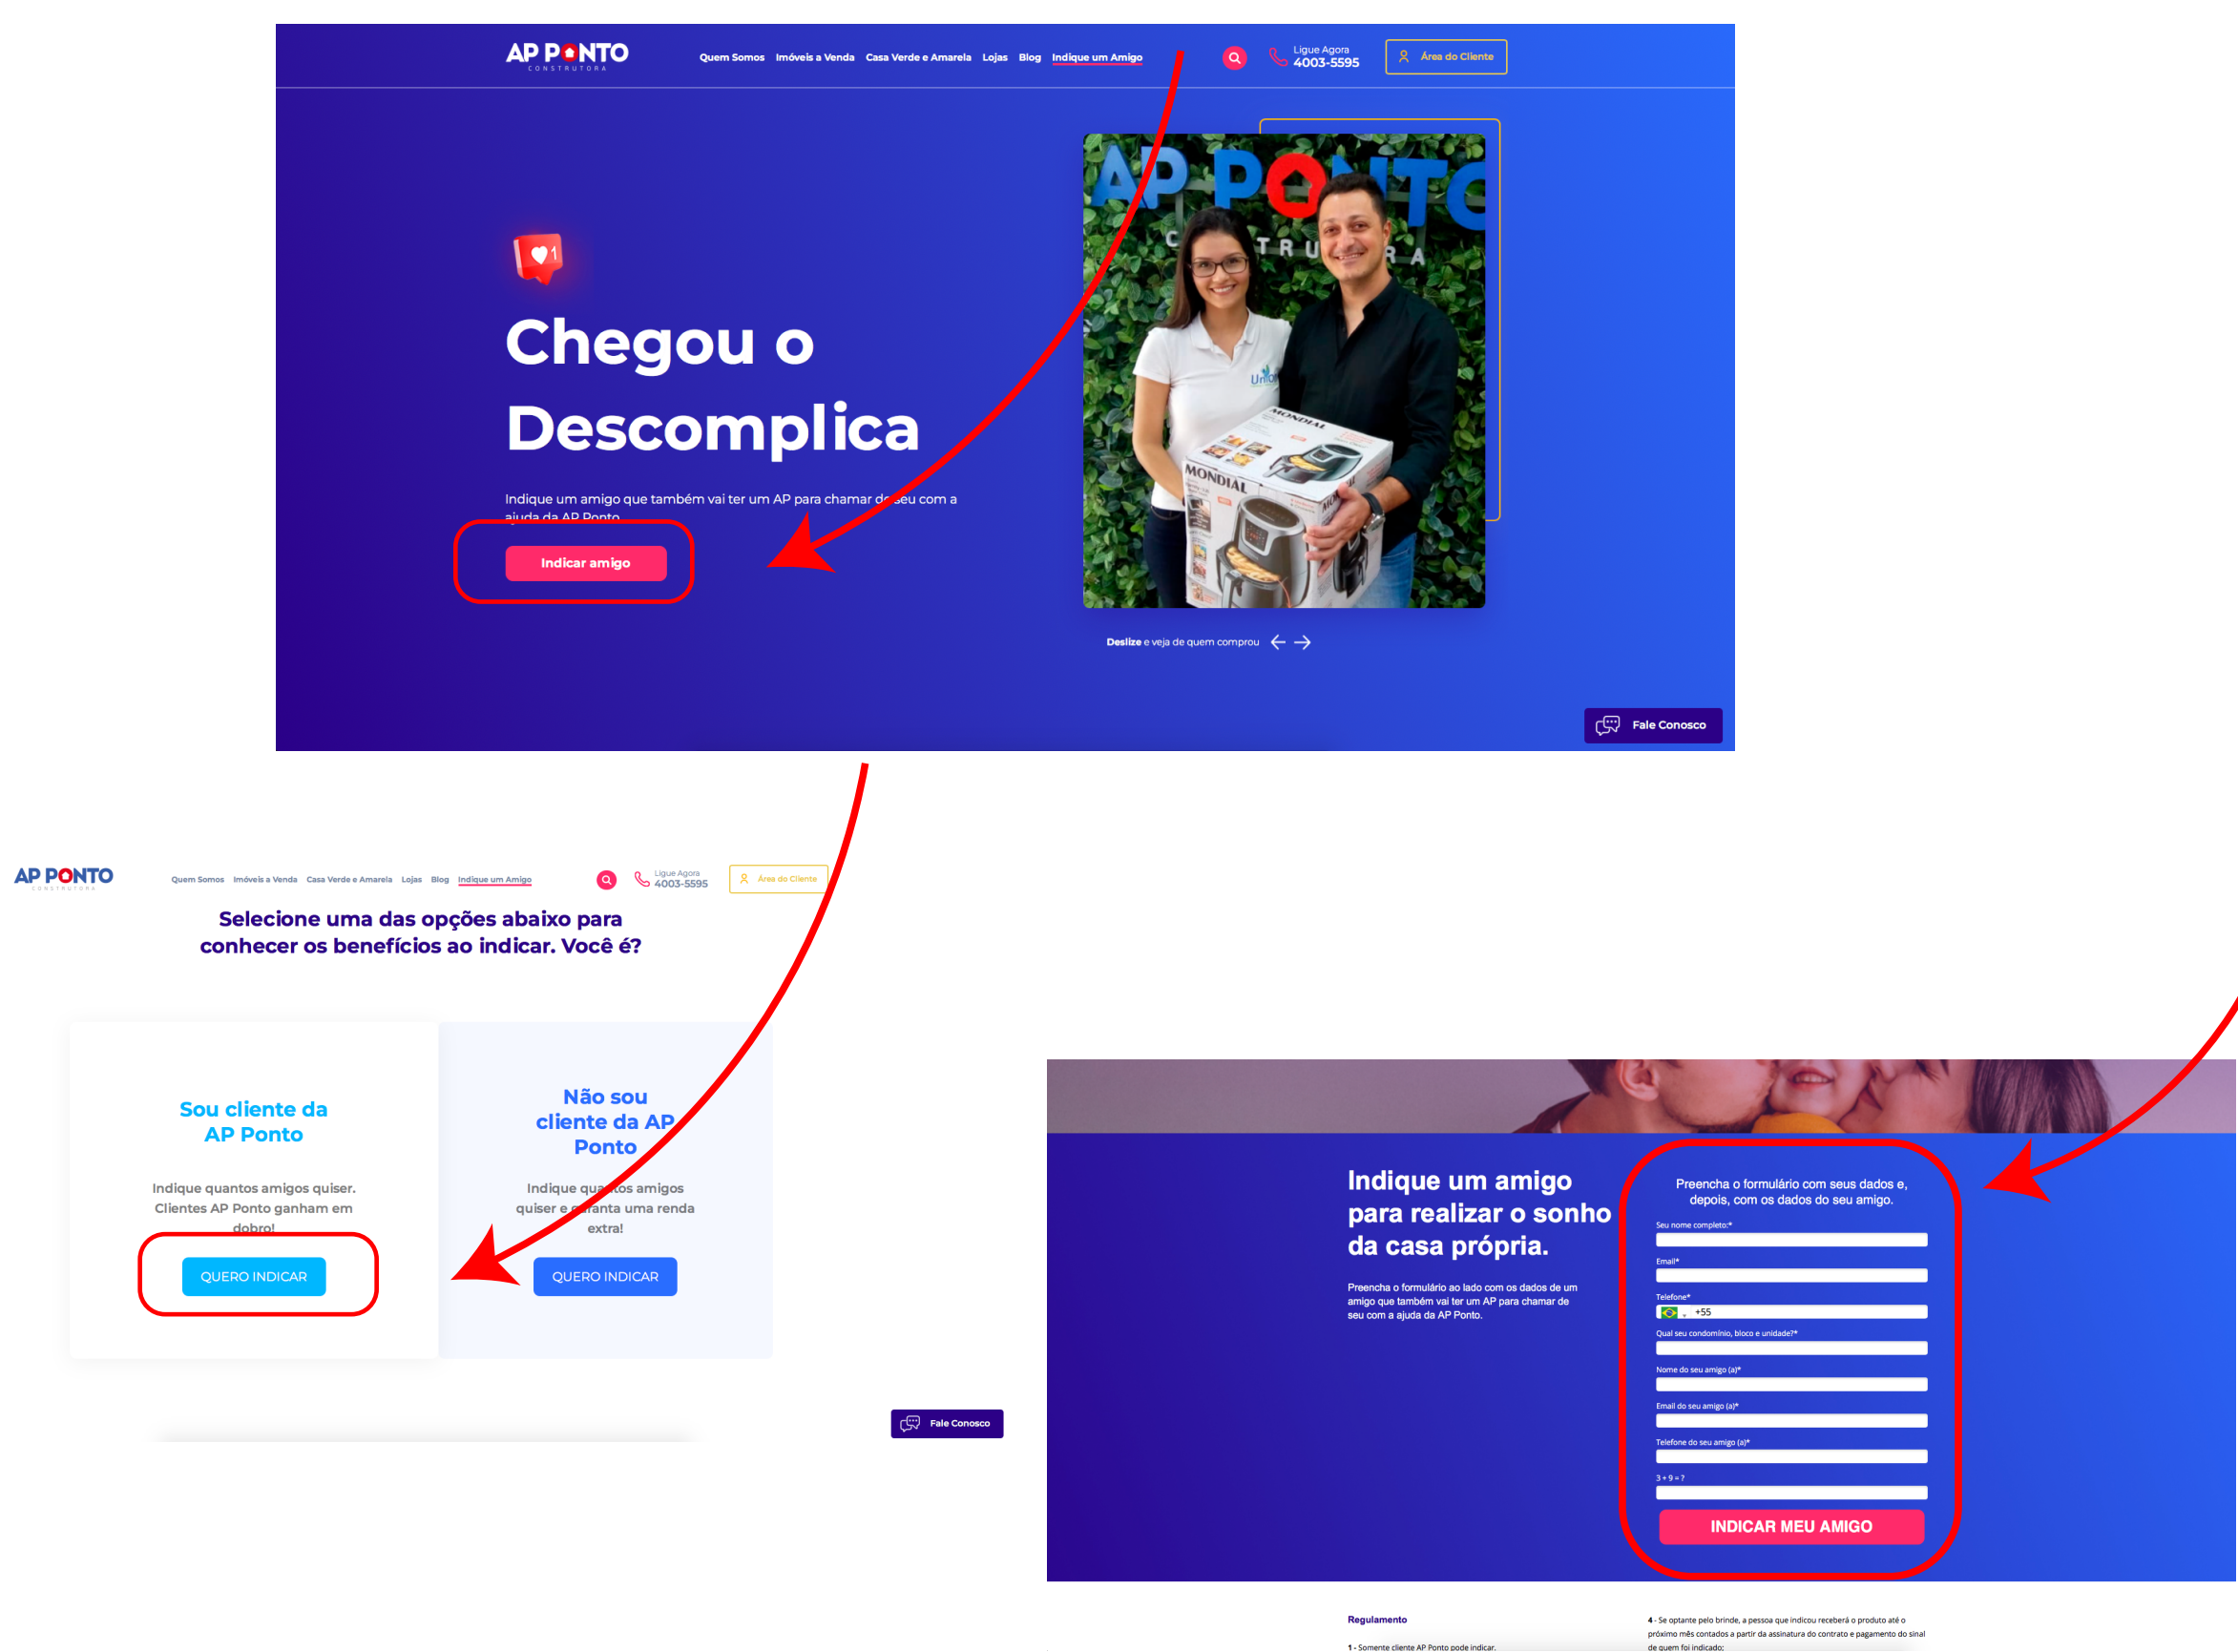 AP PONTO
CONSTRUTORA
Quem Somos Imóveis a Venda Casa Verde e Amarela Lojas Blog Indique um Amigo
Ligue Agora
4003-5595
Área do Cliente
1
Chegou o
Descomplica
Indique um amigo que também vai ter um AP para chamar de seu com a
ajuda da AP Ponto
Indicar amigo
AP PONTO
CONSTRUTORA
Union
MONDIAL
MONDIAL
Deslize e veja de quem comprou
Fale Conosco
AP PONTO
CONSTRUTORA
Quem Somos Imóveis a Venda Casa Verde e Amarela Lojas Blog Indique um Amigo
Ligue Agora
4003-5595
Área do Cliente
Selecione uma das opções abaixo para
conhecer os benefícios ao indicar. Você é?
Sou cliente da
AP Ponto
Indique quantos amigos quiser.
Clientes AP Ponto ganham em
dobro!
QUERO INDICAR
Não sou
cliente da AP
Ponto
Indique quantos amigos
quiser e garanta uma renda
extra!
QUERO INDICAR
Fale Conosco
Indique um amigo
para realizar o sonho
da casa própria.
Preencha o formulário ao lado com os dados de um
amigo que também vai ter um AP para chamar de
seu com a ajuda da AP Ponto.
Preencha o formulário com seus dados e,
depois, com os dados do seu amigo.
Seu nome completo:*
Email*
Telefone*
+55
Qual seu condomínio, bloco e unidade?*
Nome do seu amigo (a)*
Email do seu amigo (a)*
Telefone do seu amigo (a)*
3 + 9 = ?
INDICAR MEU AMIGO
Regulamento
1 - Somente cliente AP Ponto pode indicar.
4 - Se optante pelo brinde, a pessoa que indicou receberá o produto até o
próximo mês contados a partir da assinatura do contrato e pagamento do sinal
de quem foi indicado;